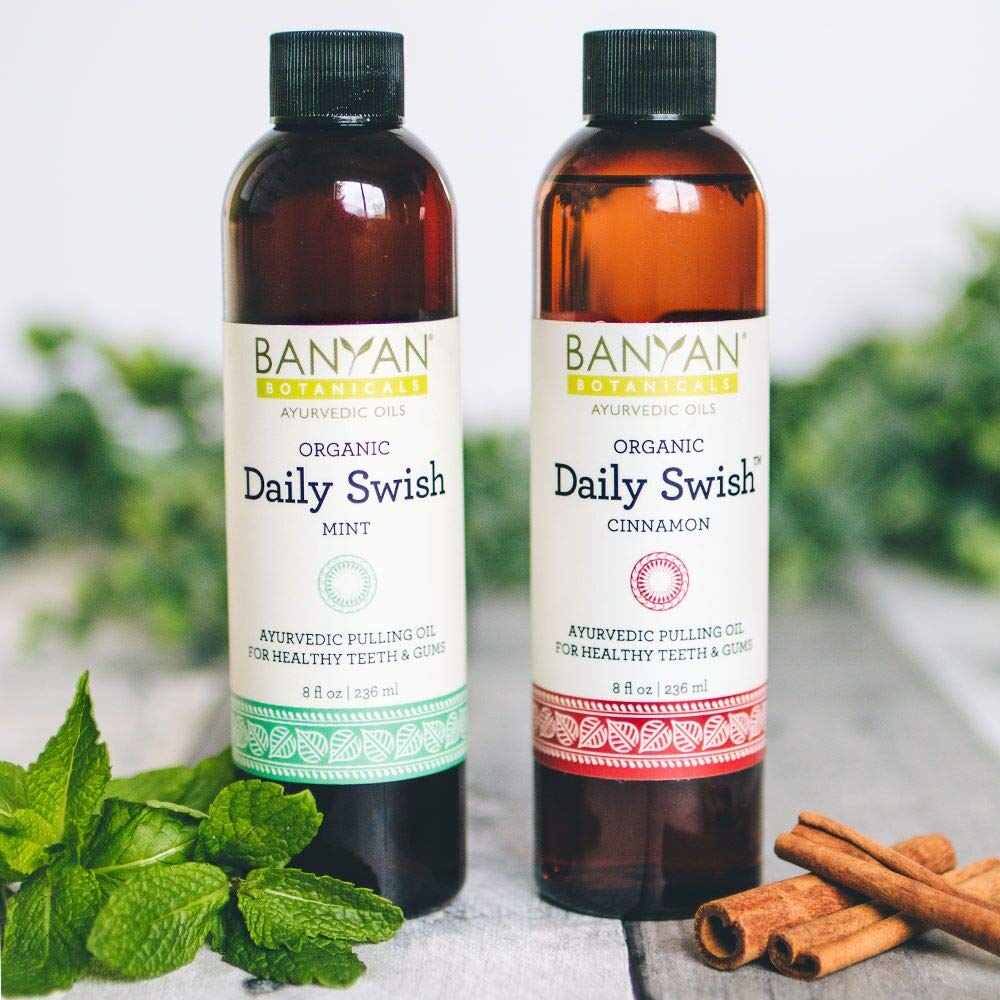 BANYAN®
BOTANICALS
AYURVEDIC OILS
ORGANIC
Daily Swish
MINT
AYURVEDIC PULLING OIL
FOR HEALTHY TEETH & GUMS
8 fl oz | 236 ml
BANYAN®
BOTANICALS
AYURVEDIC OILS
ORGANIC
Daily Swish™
CINNAMON
AYURVEDIC PULLING OIL
FOR HEALTHY TEETH & GUMS
8 fl oz | 236 ml